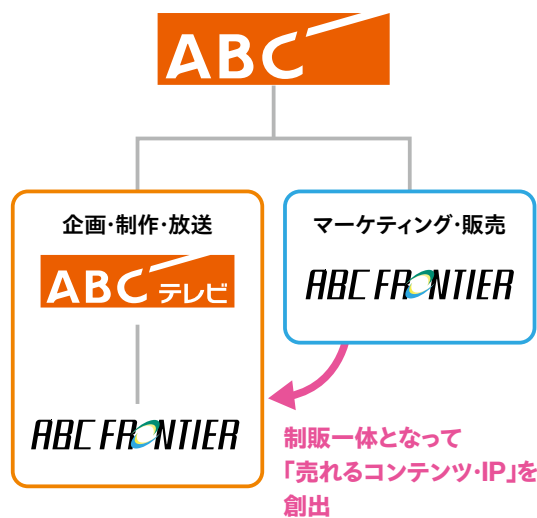 ABC
企画・制作・放送
ABCテレビ
ABC FRONTIER
マーケティング・販売
ABC FRONTIER
制販一体となって
「売れるコンテンツ・IP」を
創出